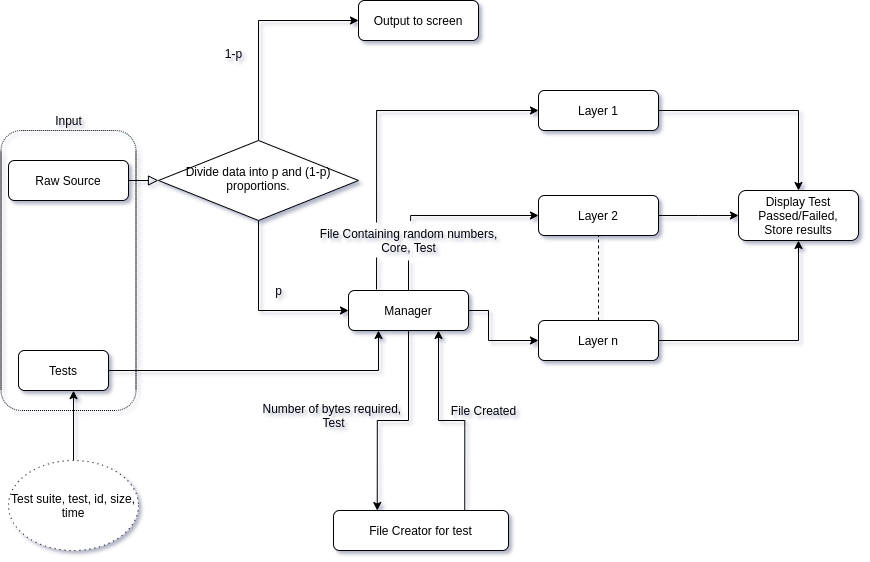 Output to screen
1-p
Layer 1
Input
Divide data into p and (1-p)
proportions.
Raw Source
Layer 2
Display Test
Passed/Failed,
Store results
File Containing random numbers,
Core, Test
p
Manager
Layer n
Tests
Number of bytes required,
Test
File Created
Test suite, test, id, size,
time
File Creator for test